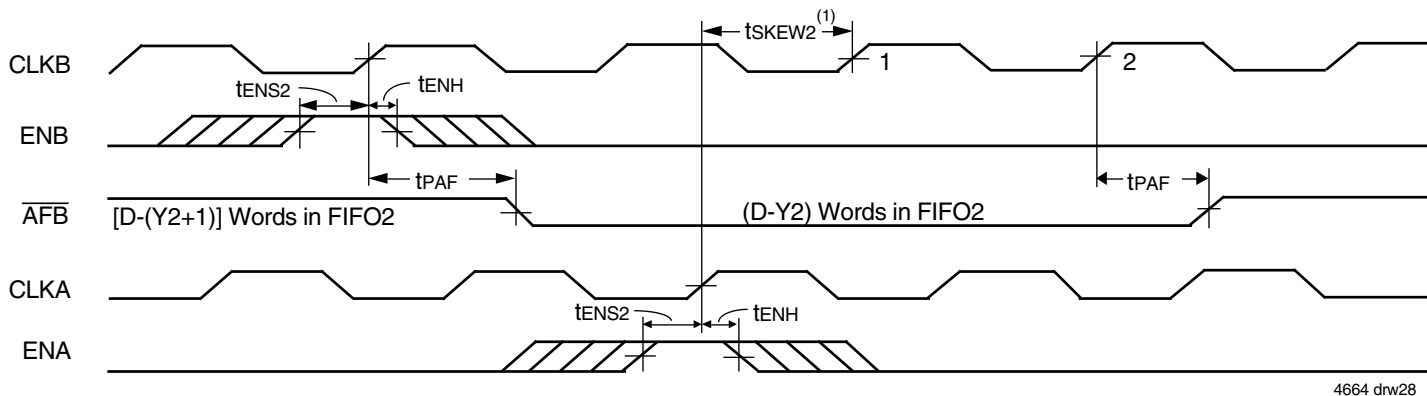 tSKEW2(1)
CLKB
1
2
tENS2
tENH
ENB
tPAF
tPAF
AFB
[D-(Y2+1)] Words in FIFO2
(D-Y2) Words in FIFO2
CLKA
tENS2
tENH
ENA
4664 drw28